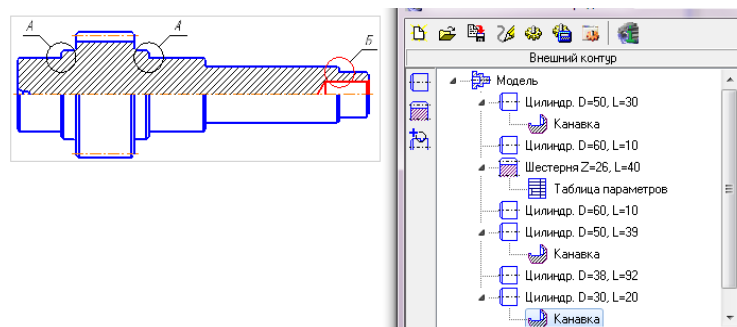 А
А
Б
Внешний контур
Модель
Цилиндр. D=50, L=30
Канавка
Цилиндр. D=60, L=10
Шестерня Z=26, L=40
Таблица параметров
Цилиндр. D=60, L=10
Цилиндр. D=50, L=39
Канавка
Цилиндр. D=38, L=92
Цилиндр. D=30, L=20
Канавка